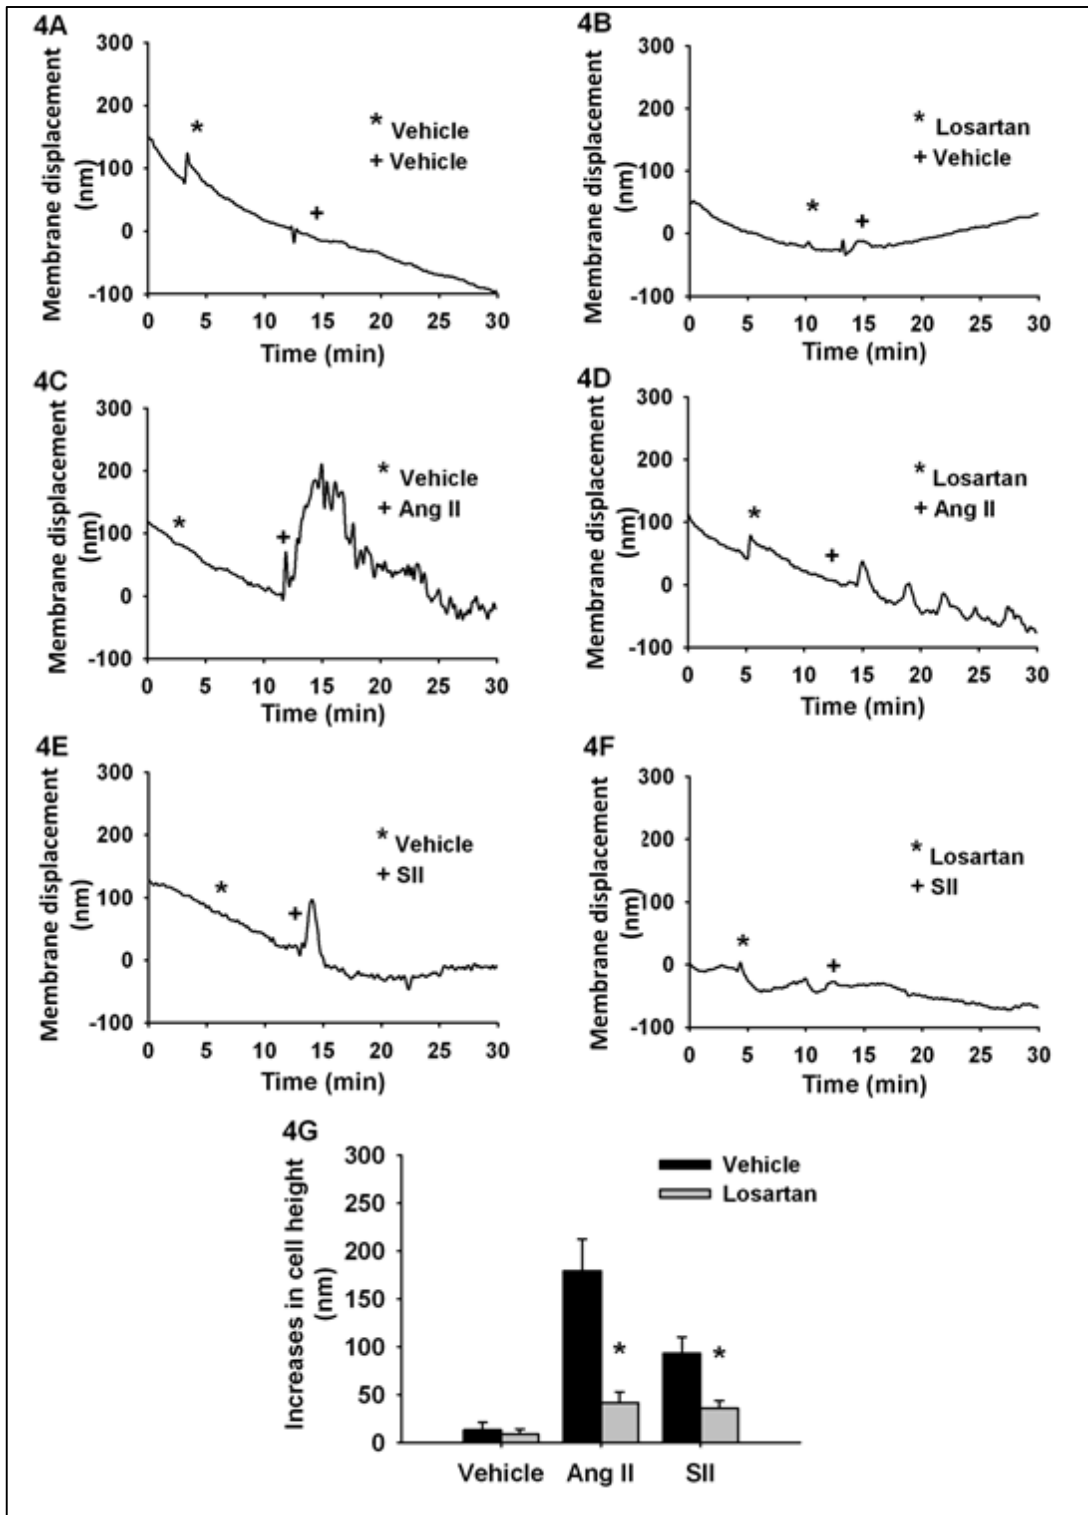 4A
Membrane displacement
(nm)
300
200
100
0
-100
* Vehicle
+ Vehicle
*
+
0 5 10 15 20 25 30
Time (min)
4B
Membrane displacement
(nm)
300
200
100
0
-100
* Losartan
+ Vehicle
*
+
0 5 10 15 20 25 30
Time (min)
4C
Membrane displacement
(nm)
300
200
100
0
-100
* Vehicle
+ Ang II
*
+
0 5 10 15 20 25 30
Time (min)
4D
Membrane displacement
(nm)
300
200
100
0
-100
* Losartan
+ Ang II
*
+
0 5 10 15 20 25 30
Time (min)
4E
Membrane displacement
(nm)
300
200
100
0
-100
* Vehicle
+ SII
*
+
0 5 10 15 20 25 30
Time (min)
4F
Membrane displacement
(nm)
300
200
100
0
-100
* Losartan
+ SII
*
+
0 5 10 15 20 25 30
Time (min)
4G
Increases in cell height
(nm)
300
250
200
150
100
50
0
Vehicle
Losartan
* *
Vehicle Ang II SII